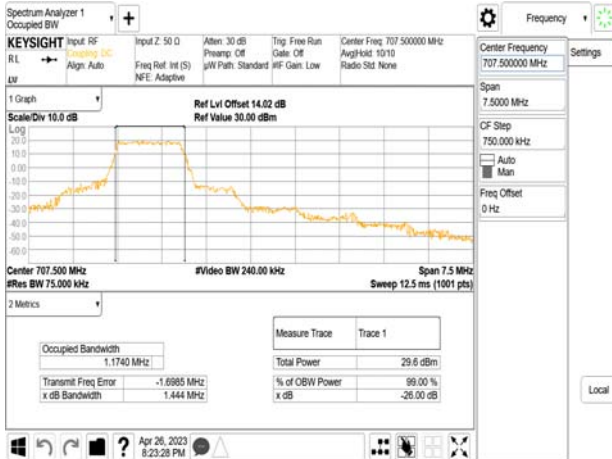 Spectrum Analyzer 1
Occupied BW
+
Frequency
KEYSIGHT
RL
LVI
Input: RF
Coupling: DC
Align: Auto
Input Z: 50 Ω
Freq Ref: Int (S)
NFE: Adaptive
Atten: 30 dB
Preamp: Off
µW Path: Standard
Trig: Free Run
Gate: Off
#IF Gain: Low
Center Freq: 707.500000 MHz
Avg|Hold: 10/10
Radio Std: None
Center Frequency
707.500000 MHz
Settings
Span
7.5000 MHz
CF Step
750.000 kHz
Auto
Man
Freq Offset
0 Hz
Local
1 Graph
Scale/Div 10.0 dB
Ref Lvl Offset 14.02 dB
Ref Value 30.00 dBm
Log
20.0
10.0
0.00
-10.0
-20.0
-30.0
-40.0
-50.0
-60.0
Center 707.500 MHz
#Res BW 75.000 kHz
#Video BW 240.00 kHz
Span 7.5 MHz
Sweep 12.5 ms (1001 pts)
2 Metrics
Measure Trace Trace 1
Occupied Bandwidth
1.1740 MHz
Total Power 29.6 dBm
Transmit Freq Error -1.6985 MHz
% of OBW Power 99.00 %
x dB Bandwidth 1.444 MHz
x dB -26.00 dB
?
Apr 26, 2023
8:23:28 PM